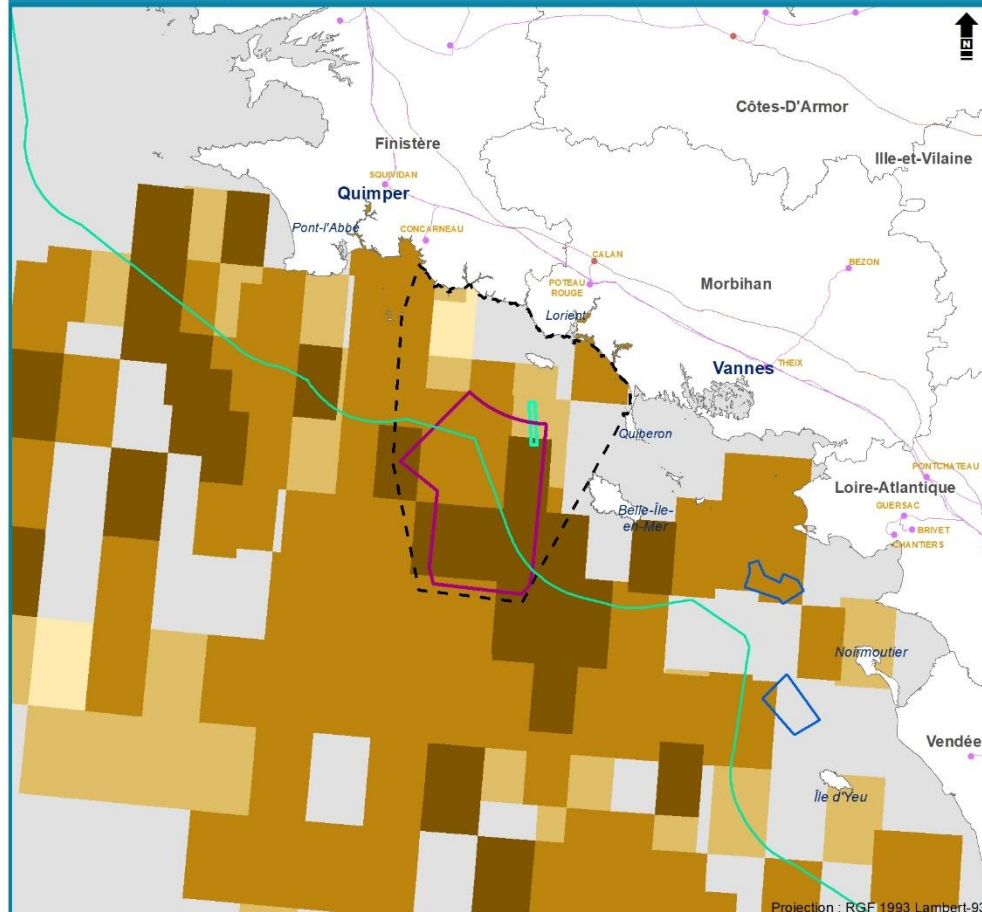 N
Côtes-D'Armor
Finistère
Ille-et-Vilaine
SQUIVIDAN
Quimper
Pont-l'Abbé
CONCARNEAU
CALAN
BEZON
POTEAU
ROUGE
Morbihan
Lorient
Vannes
THEIX
Quiberon
PONTCHATEAU
Loire-Atlantique
Belle-Île-
en-Mer
GUERSAC
BRIVET
CHANTIERS
Noirmoutier
Vendée
Île d'Yeu
Projection : RGF 1993 Lambert-93